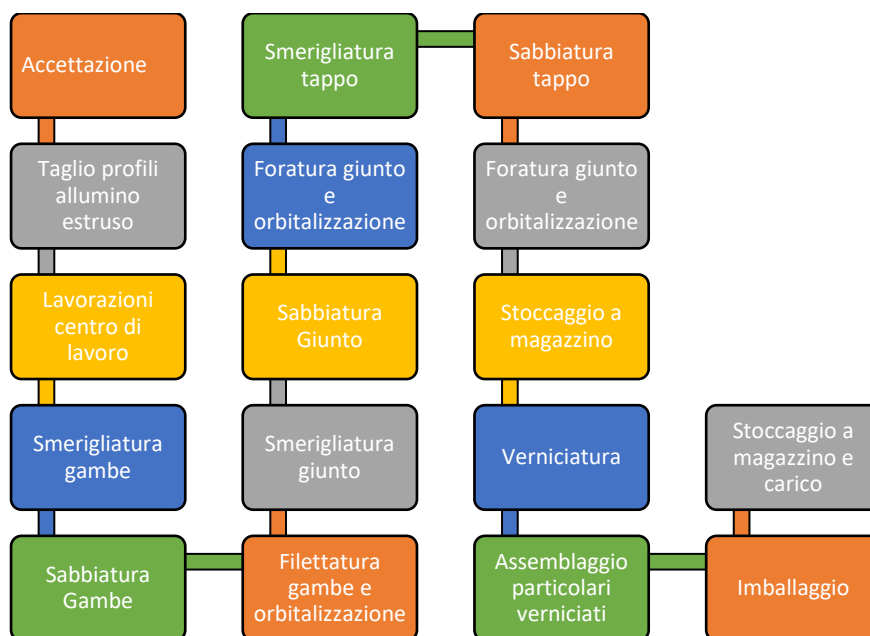 Accettazione
Taglio profili
allumino
estruso
Lavorazioni
centro di
lavoro
Smerigliatura
gambe
Sabbiatura
Gambe
Filettatura
gambe e
orbitalizzazione
Smerigliatura
giunto
Sabbiatura
Giunto
Foratura giunto
e
orbitalizzazione
Smerigliatura
tappo
Sabbiatura
tappo
Foratura giunto
e
orbitalizzazione
Stoccaggio a
magazzino
Verniciatura
Assemblaggio
particolari
verniciati
Imballaggio
Stoccaggio a
magazzino e
carico